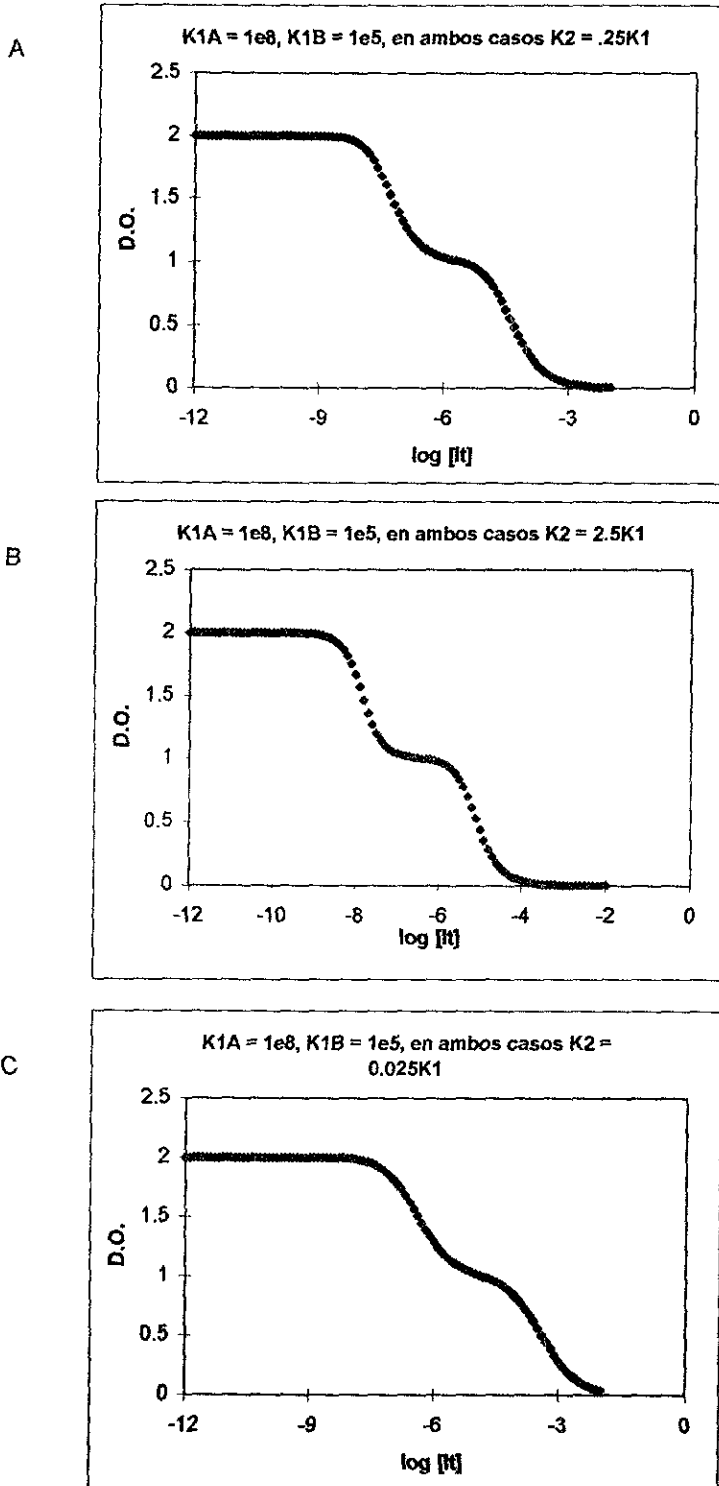 A
K1A = 1e8, K1B = 1e5, en ambos casos K2 = .25K1
2.5
2
1.5
1
0.5
0
D.O.
-12 -9 -6 -3 0
log [It]
B
K1A = 1e8, K1B = 1e5, en ambos casos K2 = 2.5K1
2.5
2
1.5
1
0.5
0
D.O.
-12 -10 -8 -6 -4 -2 0
log [It]
C
K1A = 1e8, K1B = 1e5, en ambos casos K2 =
0.025K1
2.5
2
1.5
1
0.5
0
D.O.
-12 -9 -6 -3 0
log [It]